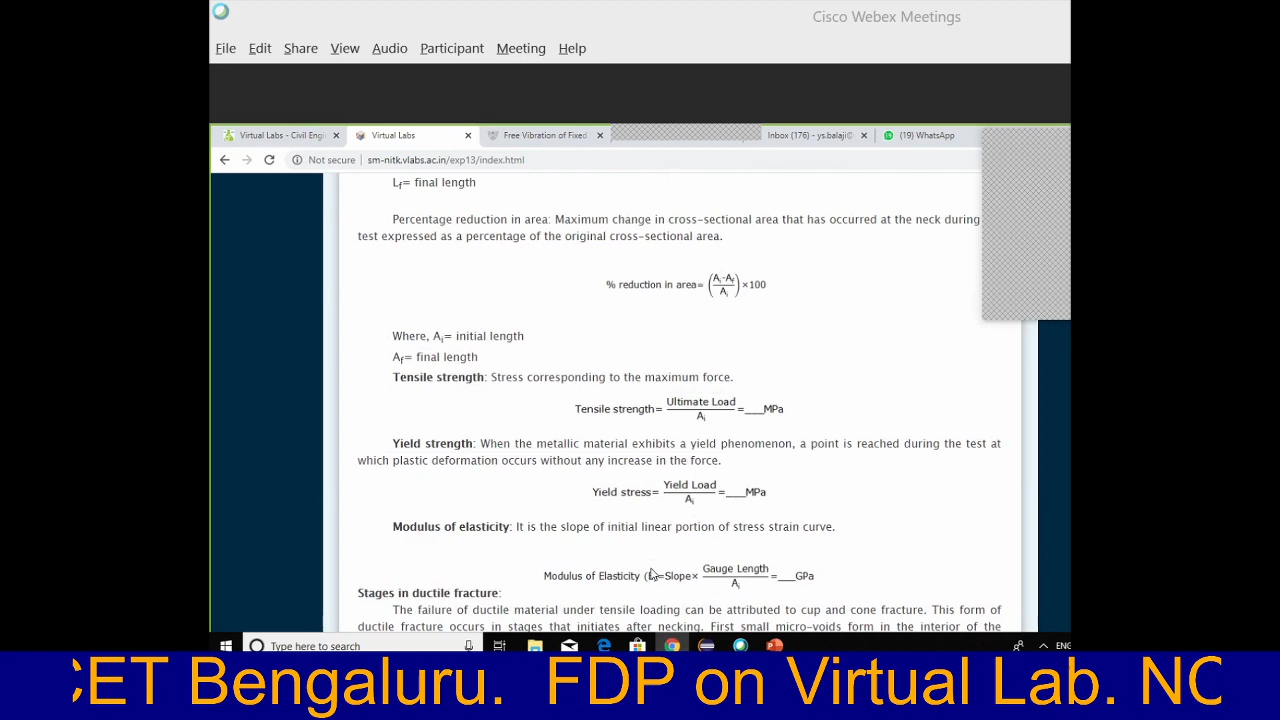 Cisco Webex Meetings
File Edit Share View Audio Participant Meeting Help
Virtual Labs - Civil Engi Virtual Labs Free Vibration of Fixed Inbox (176) - ys.balaji@ (19) WhatsApp
Not secure sm-nitk.vlabs.ac.in/exp13/index.html
Lf= final length
Percentage reduction in area: Maximum change in cross-sectional area that has occurred at the neck during
test expressed as a percentage of the original cross-sectional area.
% reduction in area= (Ai-Af/Ai)×100
Where, Ai= initial length
Af= final length
Tensile strength: Stress corresponding to the maximum force.
Tensile strength= Ultimate Load/Ai =___MPa
Yield strength: When the metallic material exhibits a yield phenomenon, a point is reached during the test at
which plastic deformation occurs without any increase in the force.
Yield stress= Yield Load/Ai =___MPa
Modulus of elasticity: It is the slope of initial linear portion of stress strain curve.
Modulus of Elasticity =Slope× Gauge Length/Ai =___GPa
Stages in ductile fracture:
The failure of ductile material under tensile loading can be attributed to cup and cone fracture. This form of
ductile fracture occurs in stages that initiates after necking. First small micro-voids form in the interior of the
Type here to search ENG
CET Bengaluru. FDP on Virtual Lab. NC